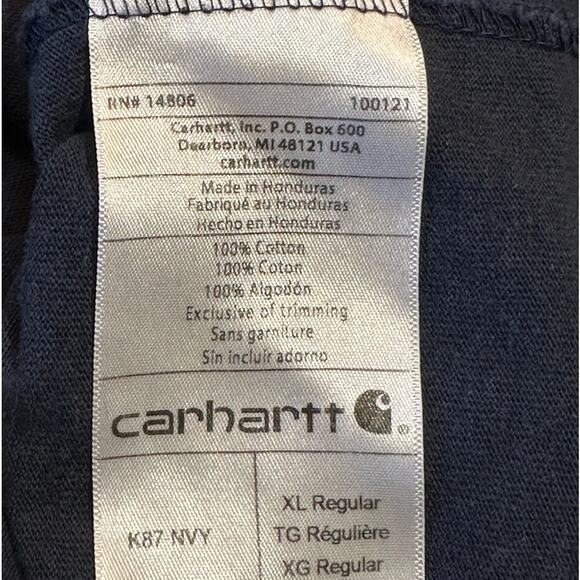 RN# 14806 100121
Carhartt, Inc. P.O. Box 600
Dearborn, MI 48121 USA
carhartt.com
Made in Honduras
Fabriqué au Honduras
Hecho en Honduras
100% Cotton
100% Coton
100% Algodón
Exclusive of trimming
Sans garniture
Sin incluir adorno
carhartt ®
K87 NVY
XL Regular
TG Régulière
XG Regular